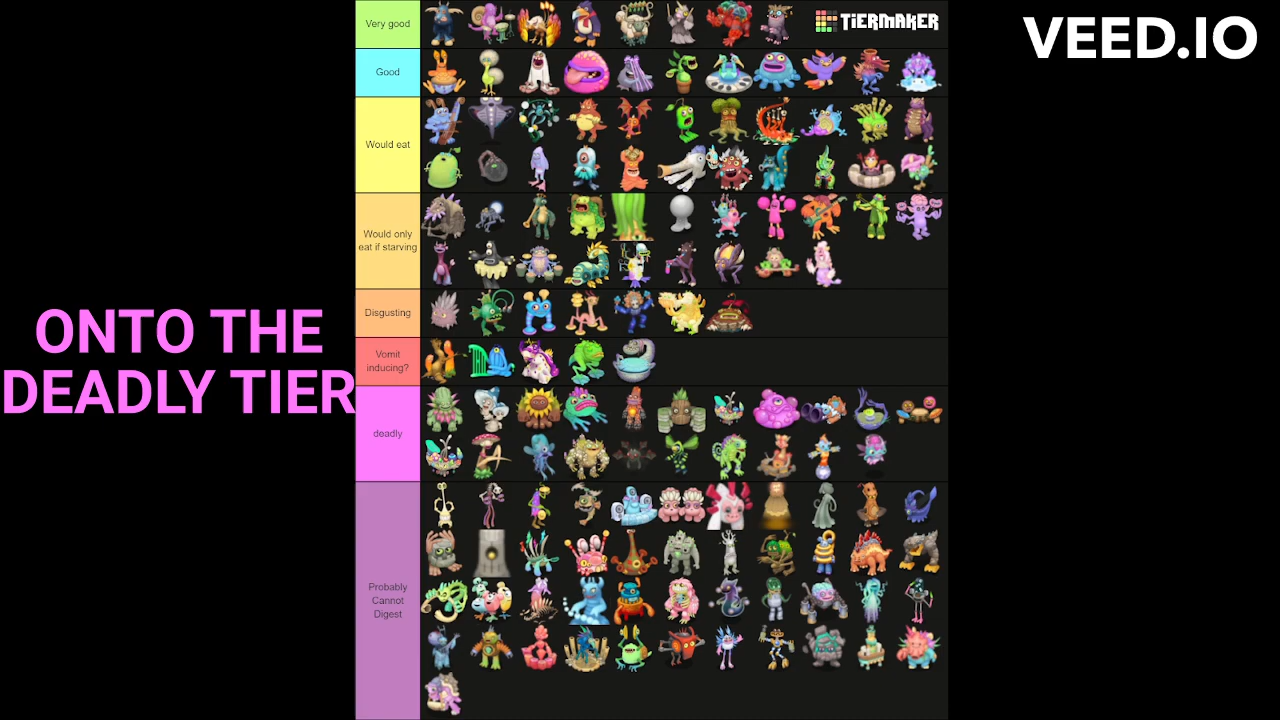 Very good
TiERMAKER
VEED.IO
Good
Would eat
Would only
eat if starving
Disgusting
ONTO THE
DEADLY TIER
Vomit
inducing?
deadly
Probably
Cannot
Digest